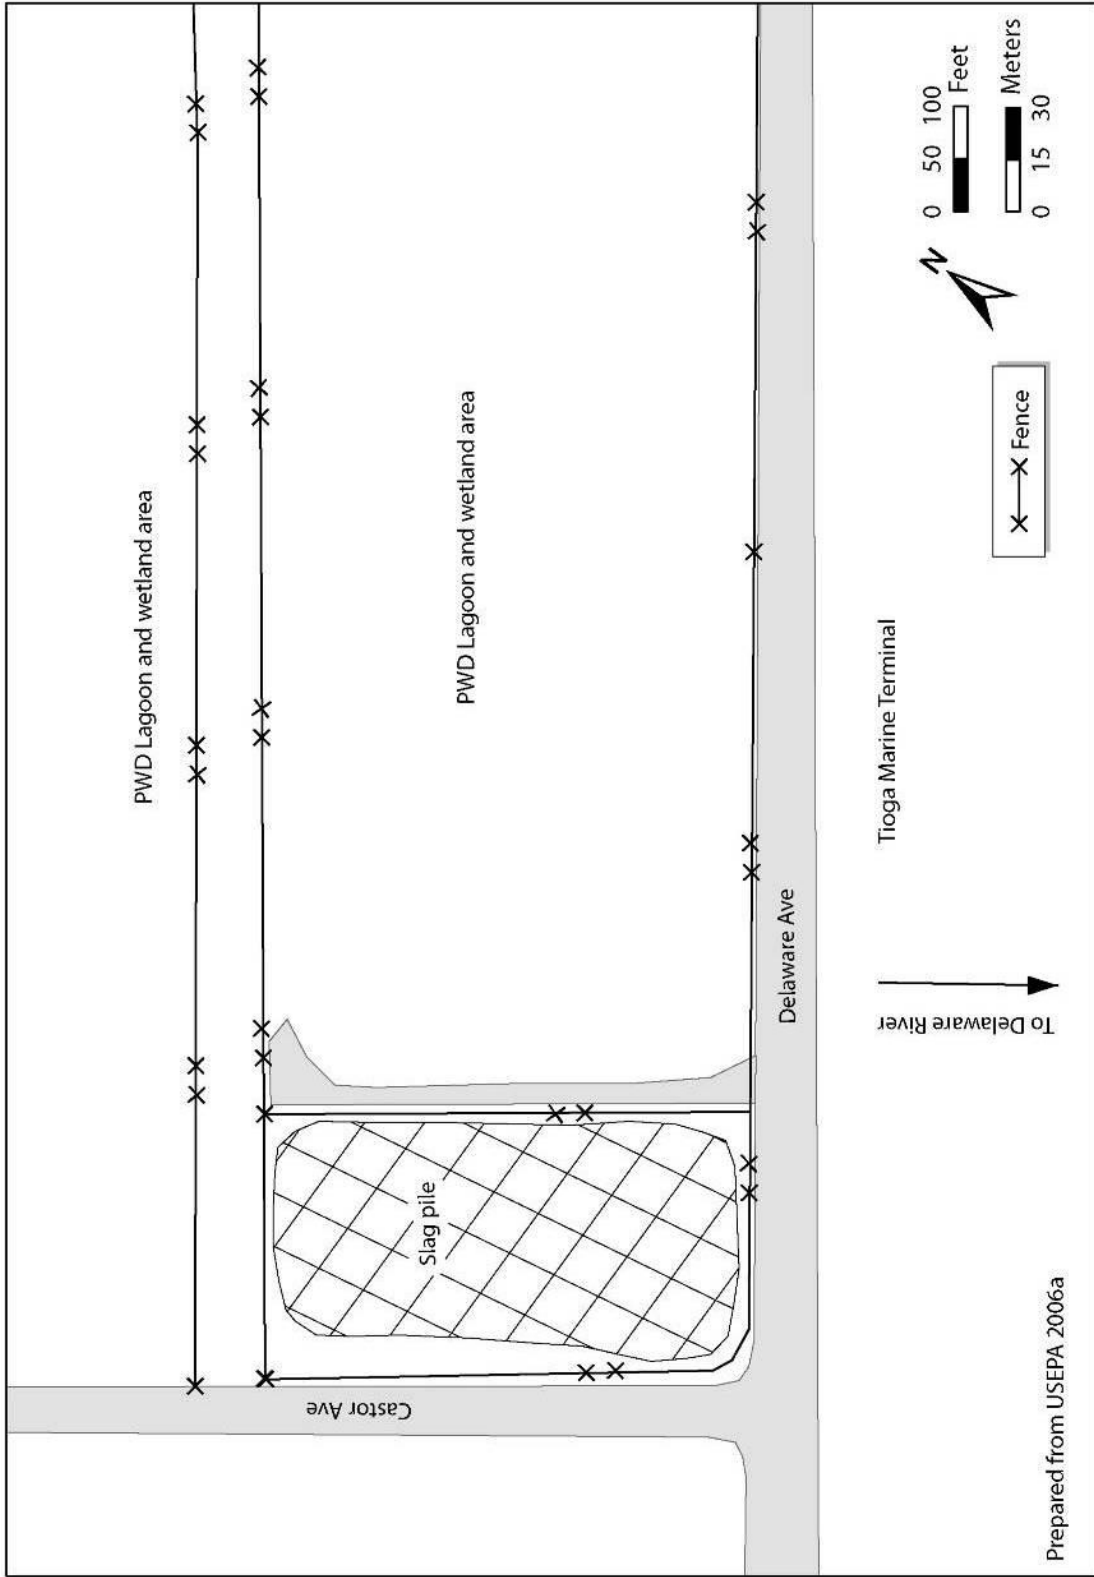 PWD Lagoon and wetland area
PWD Lagoon and wetland area
Slag pile
Castor Ave
Delaware Ave
Tioga Marine Terminal
To Delaware River
N
0 50 100
Feet
Meters
0 15 30
Fence
Prepared from USEPA 2006a